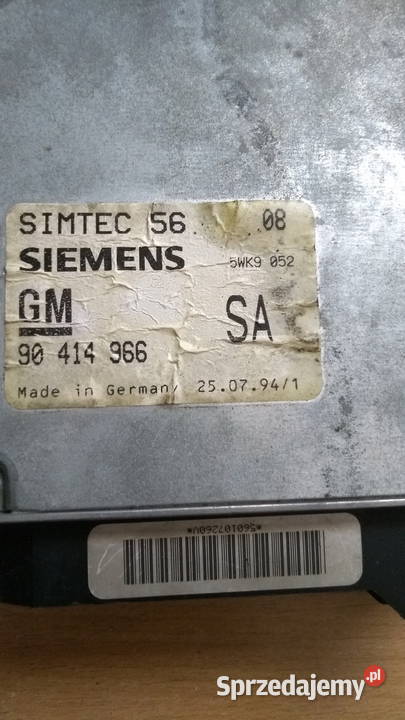 SIMTEC 56 08
SIEMENS 5WK9 052
GM SA
90 414 966
Made in Germany 25.07.94/1
*560107260V*
Sprzedajemy.pl